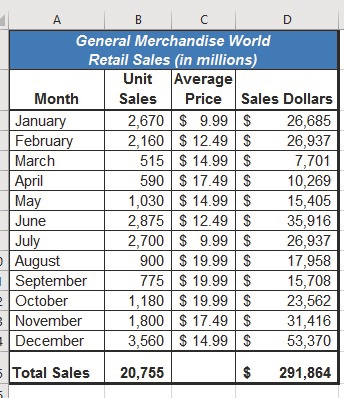 A B C D
General Merchandise World
Retail Sales (in millions)
Unit Average
Month Sales Price Sales Dollars
January 2,670 $ 9.99 $ 26,685
February 2,160 $ 12.49 $ 26,937
March 515 $ 14.99 $ 7,701
April 590 $ 17.49 $ 10,269
May 1,030 $ 14.99 $ 15,405
June 2,875 $ 12.49 $ 35,916
July 2,700 $ 9.99 $ 26,937
August 900 $ 19.99 $ 17,958
September 775 $ 19.99 $ 15,708
October 1,180 $ 19.99 $ 23,562
November 1,800 $ 17.49 $ 31,416
December 3,560 $ 14.99 $ 53,370
Total Sales 20,755 $ 291,864